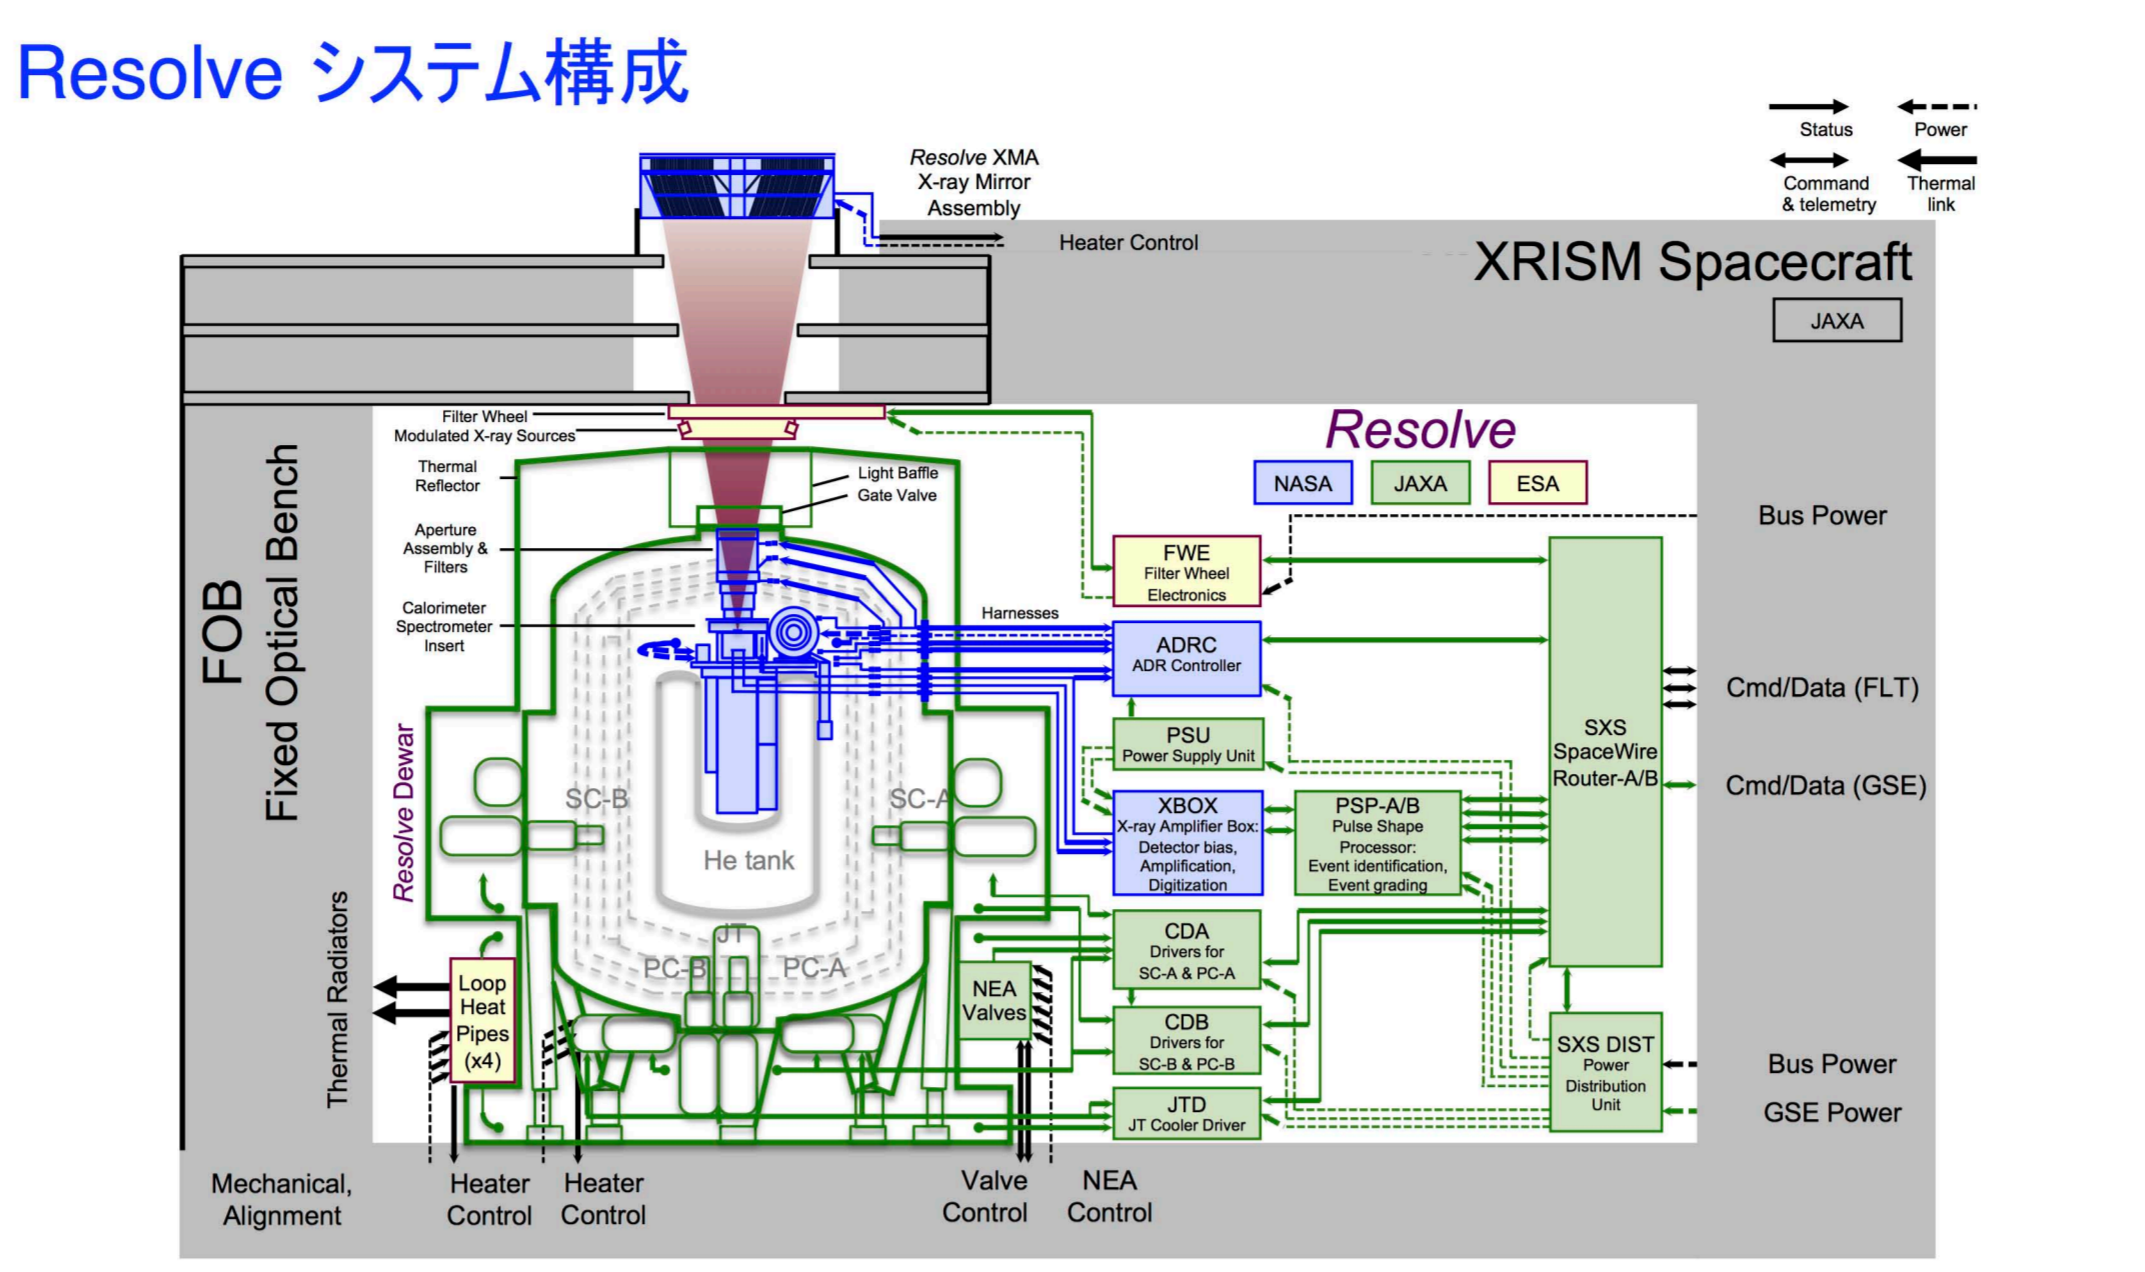 Resolve システム構成
Status
Power
Command
& telemetry
Thermal
link
Resolve XMA
X-ray Mirror
Assembly
Heater Control
XRISM Spacecraft
JAXA
Filter Wheel
Modulated X-ray Sources
Thermal
Reflector
Light Baffle
Gate Valve
Aperture
Assembly &
Filters
Calorimeter
Spectrometer
Insert
Harnesses
FOB
Fixed Optical Bench
Resolve Dewar
Thermal Radiators
SC-B
SC-A
He tank
JT
PC-B
PC-A
Loop
Heat
Pipes
(x4)
NEA
Valves
Resolve
NASA
JAXA
ESA
FWE
Filter Wheel
Electronics
ADRC
ADR Controller
PSU
Power Supply Unit
XBOX
X-ray Amplifier Box:
Detector bias,
Amplification,
Digitization
PSP-A/B
Pulse Shape
Processor:
Event identification,
Event grading
CDA
Drivers for
SC-A & PC-A
CDB
Drivers for
SC-B & PC-B
JTD
JT Cooler Driver
SXS
SpaceWire
Router-A/B
SXS DIST
Power
Distribution
Unit
Bus Power
Cmd/Data (FLT)
Cmd/Data (GSE)
Bus Power
GSE Power
Mechanical,
Alignment
Heater
Control
Heater
Control
Valve
Control
NEA
Control